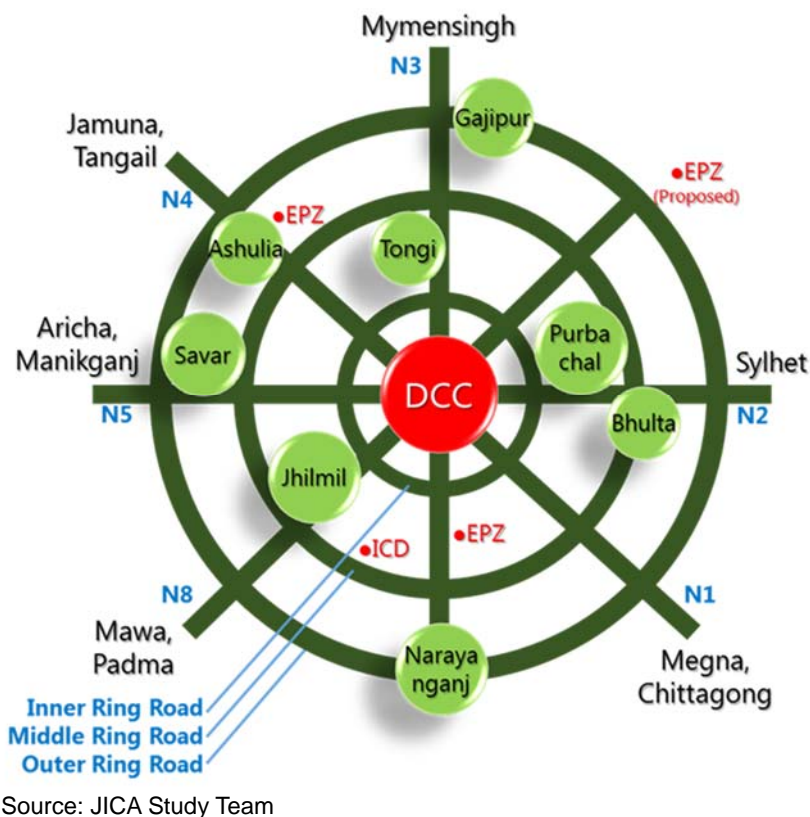 Mymensingh
N3
Gajipur
Jamuna,
Tangail
N4
EPZ
(Proposed)
EPZ
Ashulia
Tongi
Aricha,
Manikganj
Savar
Purba
chal
Sylhet
DCC
N5
N2
Bhulta
Jhilmil
ICD
EPZ
N8
N1
Mawa,
Padma
Naraya
nganj
Megna,
Chittagong
Inner Ring Road
Middle Ring Road
Outer Ring Road
Source: JICA Study Team